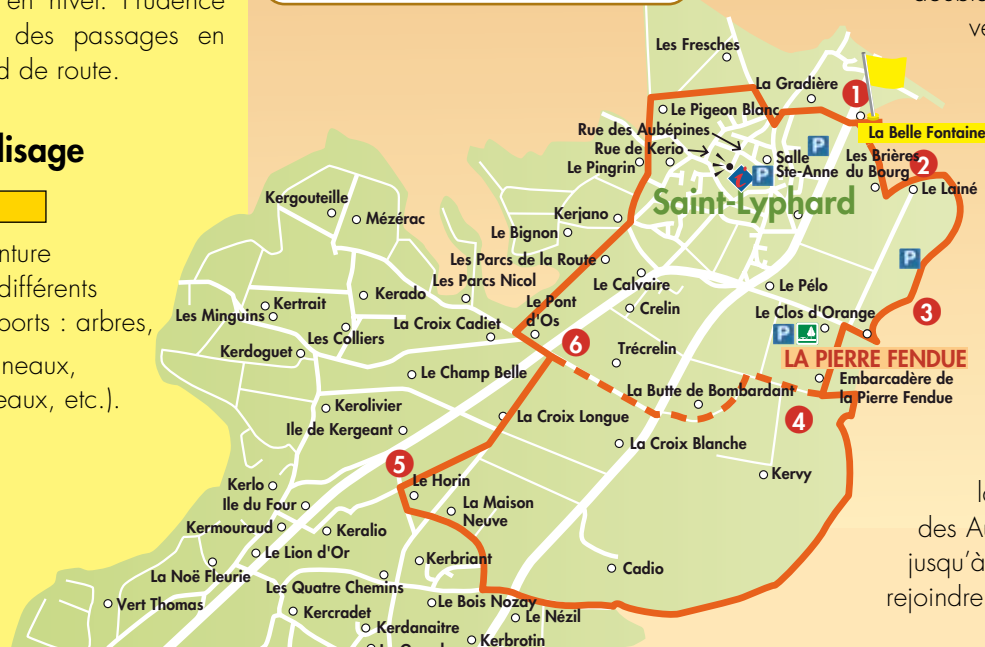 en hiver. Prudence
des passages en
d de route.
lisage
nture
différents
ports : arbres,
neaux,
eaux, etc.).
Les Fresches
La Gradière
1
Le Pigeon Blanc
La Belle Fontaine
Rue des Aubépines
Rue de Kerio
Le Pingrin
P
Salle
Ste-Anne
i
P
Les Brières
du Bourg
2
Le Lainé
Saint-Lyphard
Kergouteille
Mézérac
Kerjano
Le Bignon
Les Parcs de la Route
P
Les Parcs Nicol
Le Calvaire
Le Pélo
Kerado
Kertrait
Les Minguins
Le Pont
d'Os
Crelin
Le Clos d'Orange
3
La Croix Cadiet
Les Colliers
P
6
Kerdoguet
Trécrelin
LA PIERRE FENDUE
Le Champ Belle
Embarcadère de
la Pierre Fendue
La Butte de Bombardant
4
Kerolivier
La Croix Longue
Ile de Kergeant
La Croix Blanche
5
Kervy
Le Horin
Kerlo
Ile du Four
La Maison
Neuve
Kermouraud
Keralio
Le Lion d'Or
Kerbriant
Cadio
La Noë Fleurie
Les Quatre Chemins
Vert Thomas
Le Bois Nozay
Kercradet
Le Nézil
Kerdanaitre
Kerbrotin
des Au
jusqu'à
rejoindre